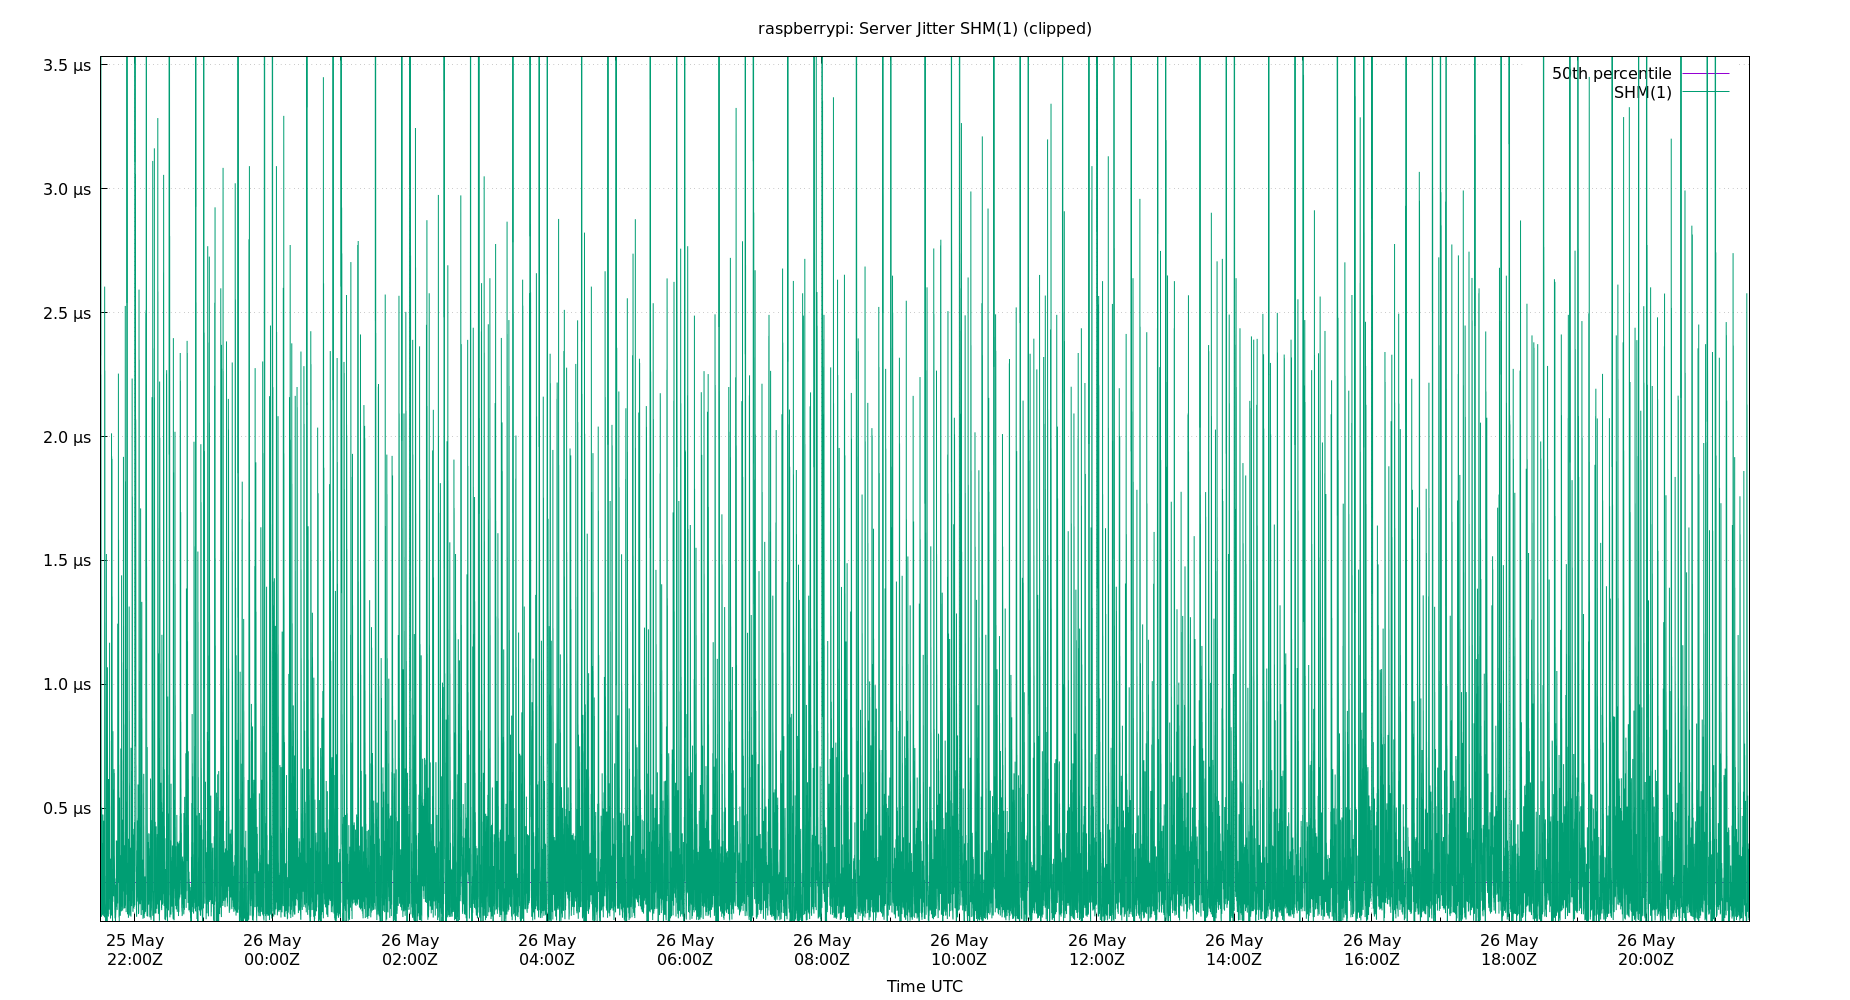 raspberrypi: Server Jitter SHM(1) (clipped)
3.5 µs
50th percentile
SHM(1)
3.0 µs
2.5 µs
2.0 µs
1.5 µs
1.0 µs
0.5 µs
25 May 26 May 26 May 26 May 26 May 26 May 26 May 26 May 26 May 26 May 26 May 26 May
22:00Z 00:00Z 02:00Z 04:00Z 06:00Z 08:00Z 10:00Z 12:00Z 14:00Z 16:00Z 18:00Z 20:00Z
Time UTC